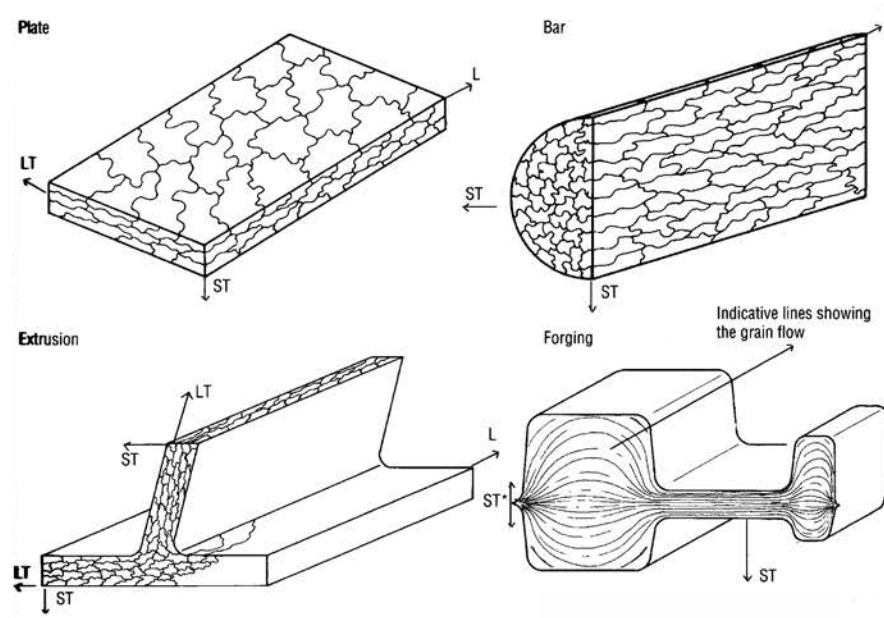 Plate
Bar
L
LT
ST
ST
ST
Extrusion
Forging
Indicative lines showing
the grain flow
LT
ST
L
LT
ST
ST*
ST